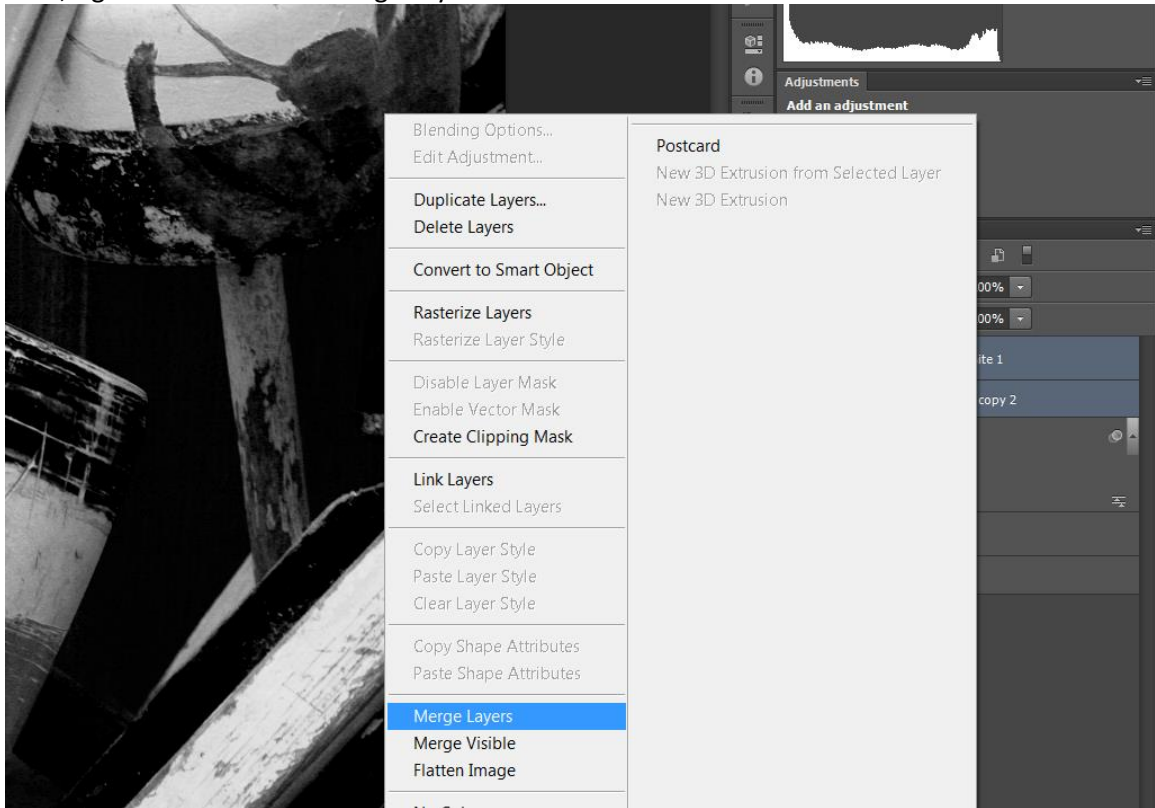 Adjustments
Add an adjustment
Blending Options...
Edit Adjustment...
Duplicate Layers...
Delete Layers
Convert to Smart Object
Rasterize Layers
Rasterize Layer Style
Disable Layer Mask
Enable Vector Mask
Create Clipping Mask
Link Layers
Select Linked Layers
Copy Layer Style
Paste Layer Style
Clear Layer Style
Copy Shape Attributes
Paste Shape Attributes
Merge Layers
Merge Visible
Flatten Image
Postcard
New 3D Extrusion from Selected Layer
New 3D Extrusion
00%
00%
ite 1
copy 2